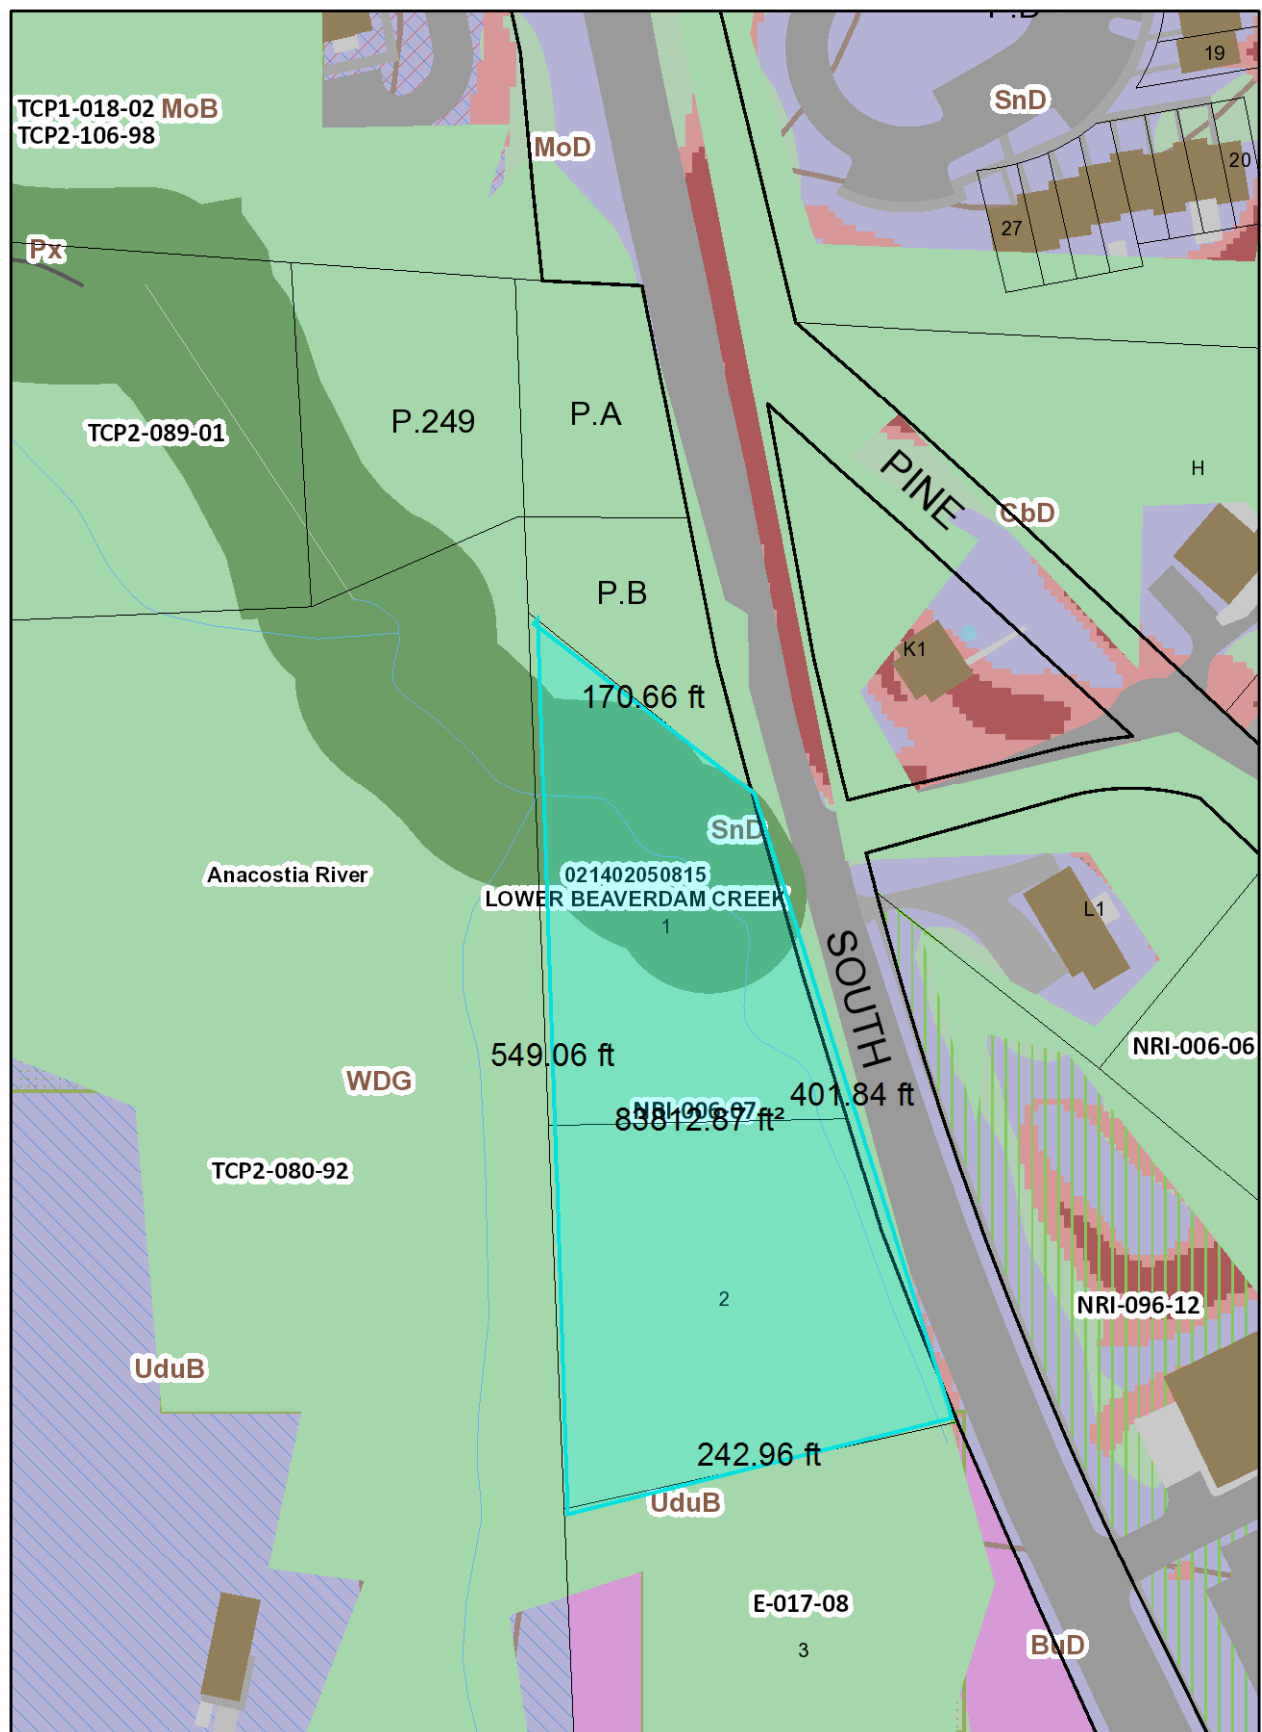 19
TCP1-018-02 MoB
TCP2-106-98
SnD
MoD
20
27
Px
P.249
P.A
TCP2-089-01
PINE
H
CbD
P.B
K1
170.66 ft
SnD
Anacostia River
021402050815
LOWER BEAVERDAM CREEK
1
L1
SOUTH
NRI-006-06
549.06 ft
WDG
401.84 ft
NRI-006-07
83812.87 ft²
TCP2-080-92
2
NRI-096-12
UduB
242.96 ft
UduB
E-017-08
3
BuD